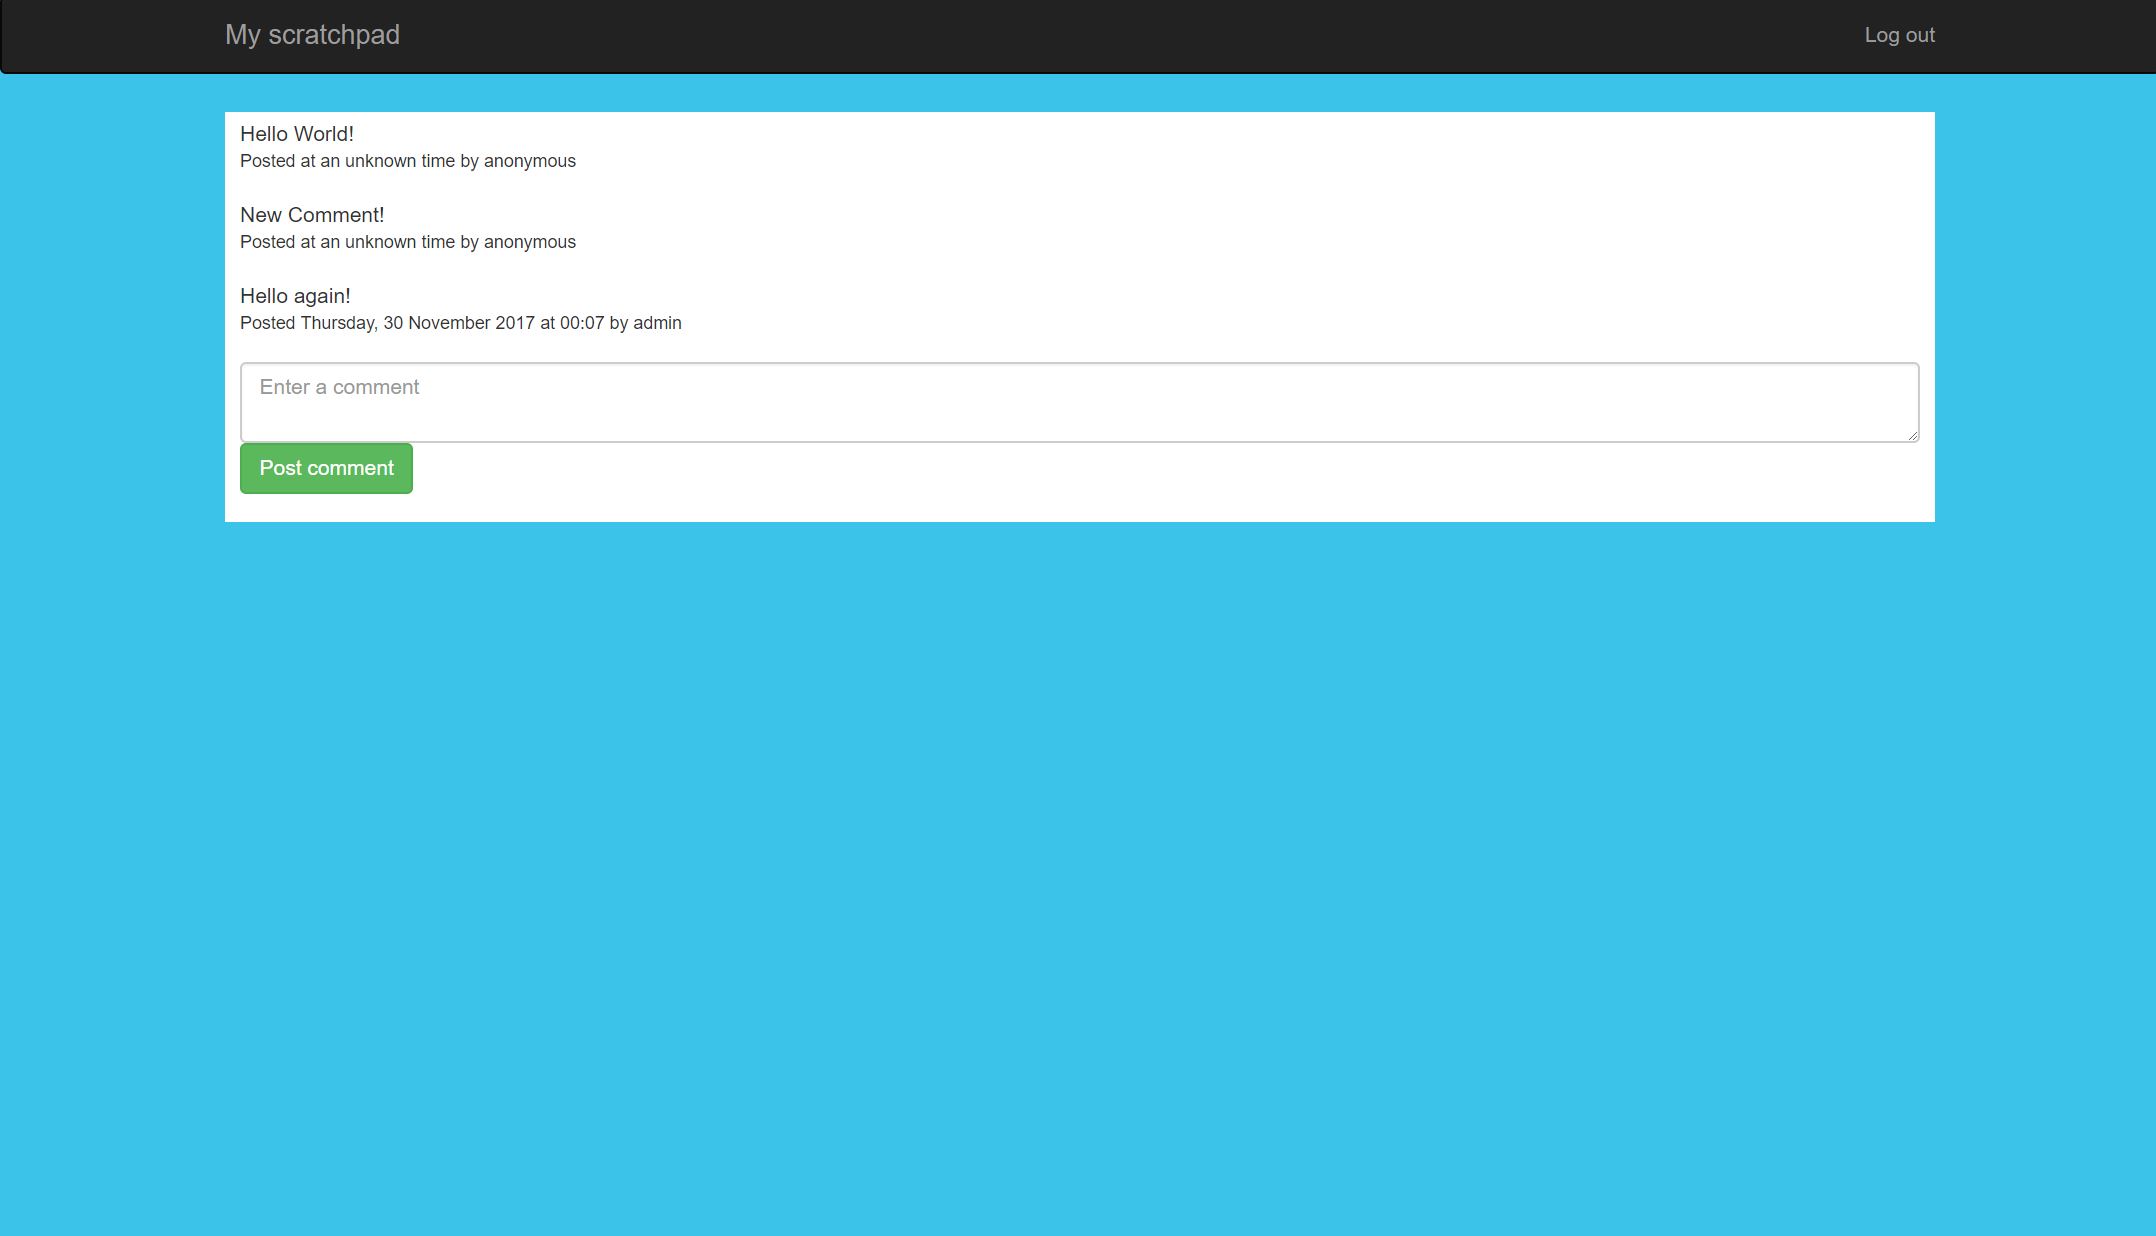 My scratchpad
Log out
Hello World!
Posted at an unknown time by anonymous
New Comment!
Posted at an unknown time by anonymous
Hello again!
Posted Thursday, 30 November 2017 at 00:07 by admin
Enter a comment
Post comment